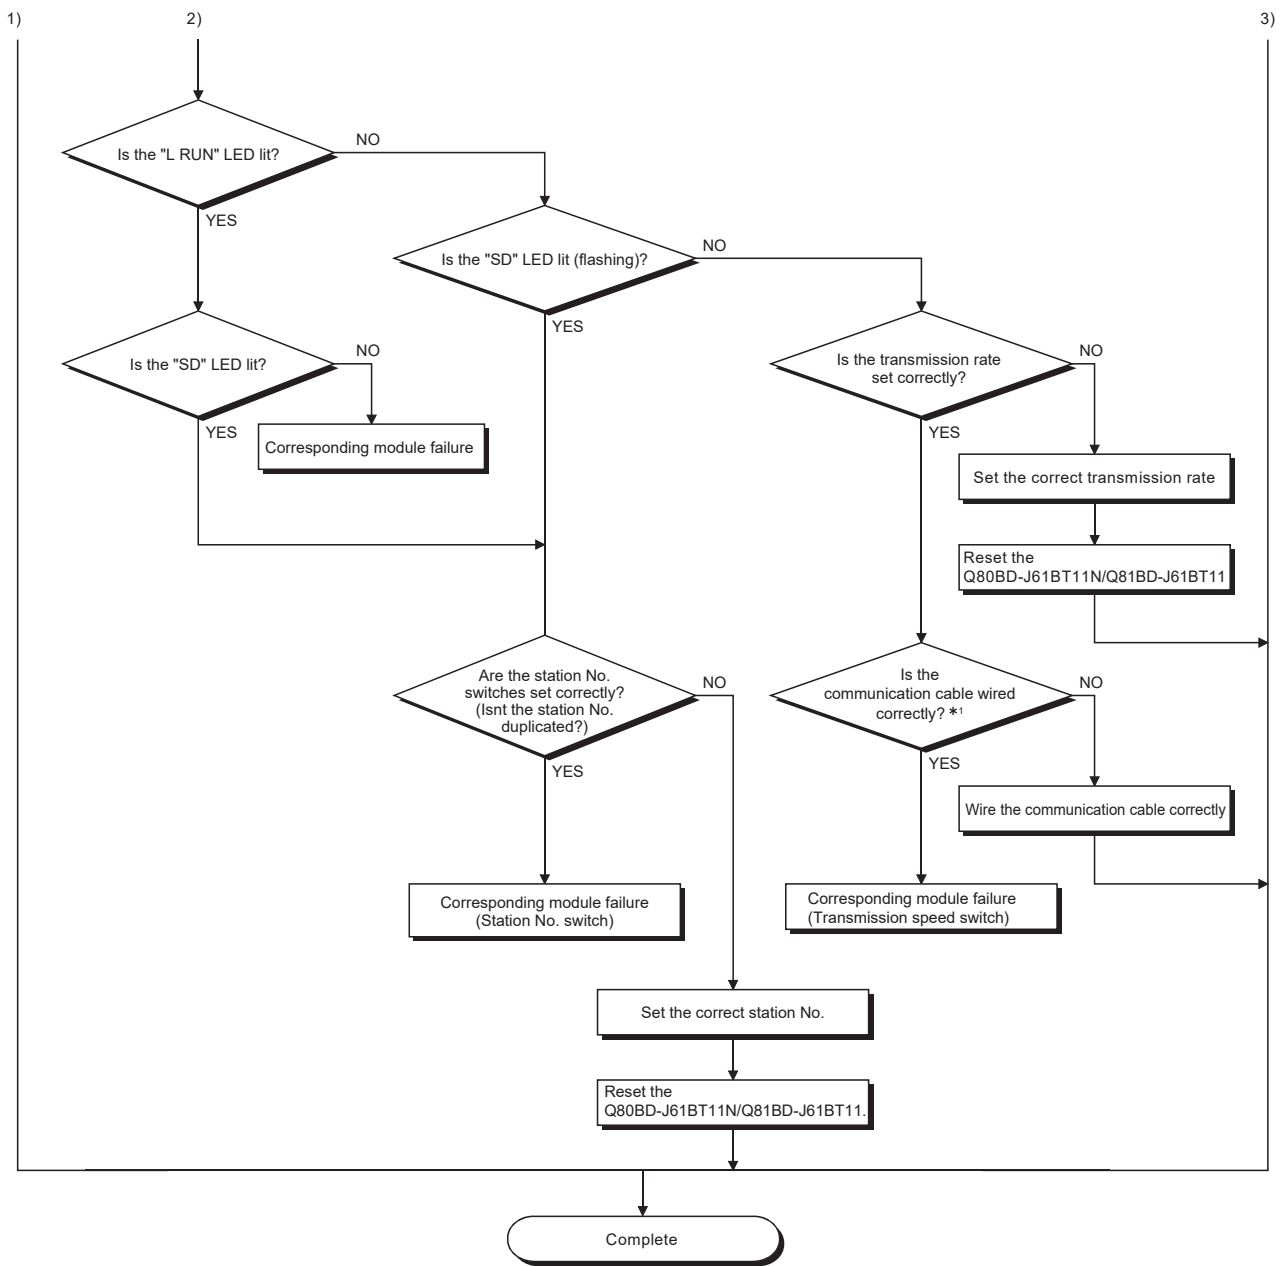 1)
2)
3)
Is the "L RUN" LED lit?
NO
YES
Is the "SD" LED lit (flashing)?
NO
YES
Is the "SD" LED lit?
NO
YES
Corresponding module failure
Is the transmission rate
set correctly?
NO
YES
Set the correct transmission rate
Reset the
Q80BD-J61BT11N/Q81BD-J61BT11
Are the station No.
switches set correctly?
(Isnt the station No.
duplicated?)
NO
YES
Is the
communication cable wired
correctly? *1
NO
YES
Wire the communication cable correctly
Corresponding module failure
(Station No. switch)
Corresponding module failure
(Transmission speed switch)
Set the correct station No.
Reset the
Q80BD-J61BT11N/Q81BD-J61BT11.
Complete